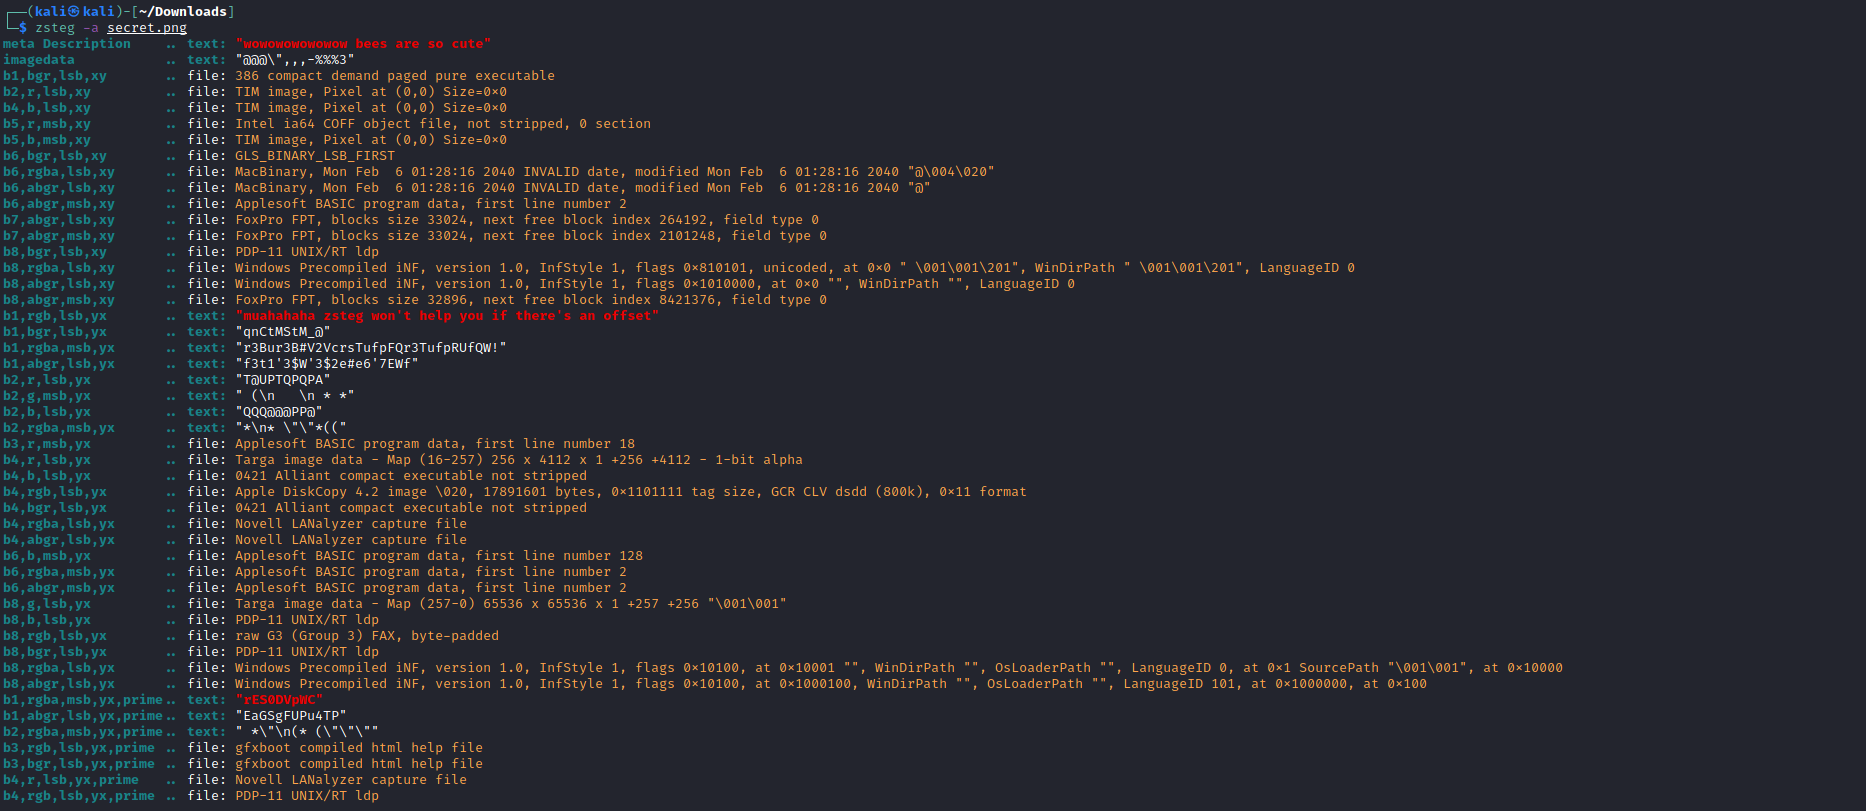 ┌──(kali㉿kali)-[~/Downloads]
└─$ zsteg -a secret.png
meta Description    .. text: "wowowowowowow bees are so cute"
imagedata           .. text: "@@@\",,,-%%%3"
b1,bgr,lsb,xy       .. file: 386 compact demand paged pure executable
b2,r,lsb,xy         .. file: TIM image, Pixel at (0,0) Size=0×0
b4,b,lsb,xy         .. file: TIM image, Pixel at (0,0) Size=0×0
b5,r,msb,xy         .. file: Intel ia64 COFF object file, not stripped, 0 section
b5,b,msb,xy         .. file: TIM image, Pixel at (0,0) Size=0×0
b6,bgr,lsb,xy       .. file: GLS_BINARY_LSB_FIRST
b6,rgba,lsb,xy      .. file: MacBinary, Mon Feb  6 01:28:16 2040 INVALID date, modified Mon Feb  6 01:28:16 2040 "@\004\020"
b6,abgr,lsb,xy      .. file: MacBinary, Mon Feb  6 01:28:16 2040 INVALID date, modified Mon Feb  6 01:28:16 2040 "@"
b6,abgr,msb,xy      .. file: Applesoft BASIC program data, first line number 2
b7,abgr,lsb,xy      .. file: FoxPro FPT, blocks size 33024, next free block index 264192, field type 0
b7,abgr,msb,xy      .. file: FoxPro FPT, blocks size 33024, next free block index 2101248, field type 0
b8,bgr,lsb,xy       .. file: PDP-11 UNIX/RT ldp
b8,rgba,lsb,xy      .. file: Windows Precompiled iNF, version 1.0, InfStyle 1, flags 0×810101, unicoded, at 0×0 " \001\001\201", WinDirPath " \001\001\201", LanguageID 0
b8,abgr,lsb,xy      .. file: Windows Precompiled iNF, version 1.0, InfStyle 1, flags 0×1010000, at 0×0 "", WinDirPath "", LanguageID 0
b8,abgr,msb,xy      .. file: FoxPro FPT, blocks size 32896, next free block index 8421376, field type 0
b1,rgb,lsb,yx       .. text: "muahahaha zsteg won't help you if there's an offset"
b1,bgr,lsb,yx       .. text: "qnCtMStM_@"
b1,rgba,msb,yx      .. text: "r3Bur3B#V2VcrsTufpFQr3TufpRUfQW!"
b1,abgr,lsb,yx      .. text: "f3t1'3$W'3$2e#e6'7EWf"
b2,r,lsb,yx         .. text: "T@UPTQPQPA"
b2,g,msb,yx         .. text: " (\n   \n * *"
b2,b,lsb,yx         .. text: "QQQ@@@PP@"
b2,rgba,msb,yx      .. text: "*\n* \"\"*(("
b3,r,msb,yx         .. file: Applesoft BASIC program data, first line number 18
b4,r,lsb,yx         .. file: Targa image data - Map (16-257) 256 x 4112 x 1 +256 +4112 - 1-bit alpha
b4,b,lsb,yx         .. file: 0421 Alliant compact executable not stripped
b4,rgb,lsb,yx       .. file: Apple DiskCopy 4.2 image \020, 17891601 bytes, 0×1101111 tag size, GCR CLV dsdd (800k), 0×11 format
b4,bgr,lsb,yx       .. file: 0421 Alliant compact executable not stripped
b4,rgba,lsb,yx      .. file: Novell LANalyzer capture file
b4,abgr,lsb,yx      .. file: Novell LANalyzer capture file
b6,b,msb,yx         .. file: Applesoft BASIC program data, first line number 128
b6,rgba,msb,yx      .. file: Applesoft BASIC program data, first line number 2
b6,abgr,msb,yx      .. file: Applesoft BASIC program data, first line number 2
b8,g,lsb,yx         .. file: Targa image data - Map (257-0) 65536 x 65536 x 1 +257 +256 "\001\001"
b8,b,lsb,yx         .. file: PDP-11 UNIX/RT ldp
b8,rgb,lsb,yx       .. file: raw G3 (Group 3) FAX, byte-padded
b8,bgr,lsb,yx       .. file: PDP-11 UNIX/RT ldp
b8,rgba,lsb,yx      .. file: Windows Precompiled iNF, version 1.0, InfStyle 1, flags 0×10100, at 0×10001 "", WinDirPath "", OsLoaderPath "", LanguageID 0, at 0×1 SourcePath "\001\001", at 0×10000
b8,abgr,lsb,yx      .. file: Windows Precompiled iNF, version 1.0, InfStyle 1, flags 0×10100, at 0×1000100, WinDirPath "", OsLoaderPath "", LanguageID 101, at 0×1000000, at 0×100
b1,rgba,msb,yx,prime.. text: "rES0DVpWC"
b1,abgr,lsb,yx,prime.. text: "EaGSgFUPu4TP"
b2,rgba,msb,yx,prime.. text: " *\"\n(* (\"\"\""
b3,rgb,lsb,yx,prime .. file: gfxboot compiled html help file
b3,bgr,lsb,yx,prime .. file: gfxboot compiled html help file
b4,r,lsb,yx,prime   .. file: Novell LANalyzer capture file
b4,rgb,lsb,yx,prime .. file: PDP-11 UNIX/RT ldp